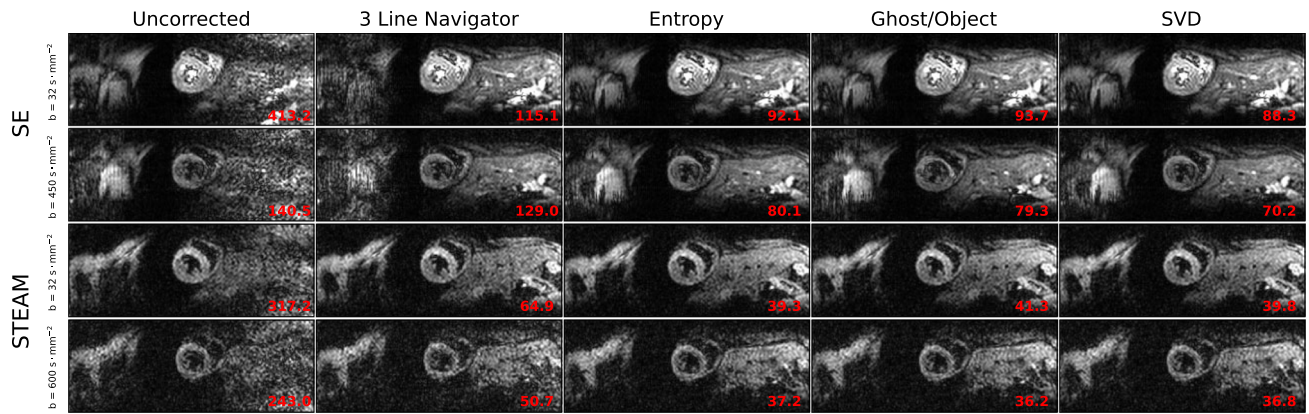 Uncorrected 3 Line Navigator Entropy Ghost/Object SVD
SE
b = 32 s·mm⁻²
413.2 115.1 92.1 93.7 88.3
b = 450 s·mm⁻²
140.5 129.0 80.1 79.3 70.2
STEAM
b = 32 s·mm⁻²
317.2 64.9 39.3 41.3 39.8
b = 600 s·mm⁻²
243.0 50.7 37.2 36.2 36.8